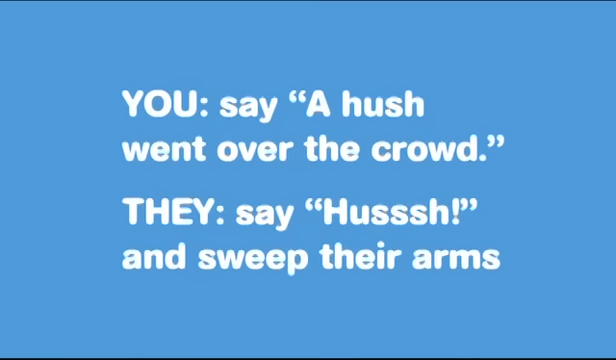 YOU: say “A hush
went over the crowd.”
THEY: say “Husssh!”
and sweep their arms